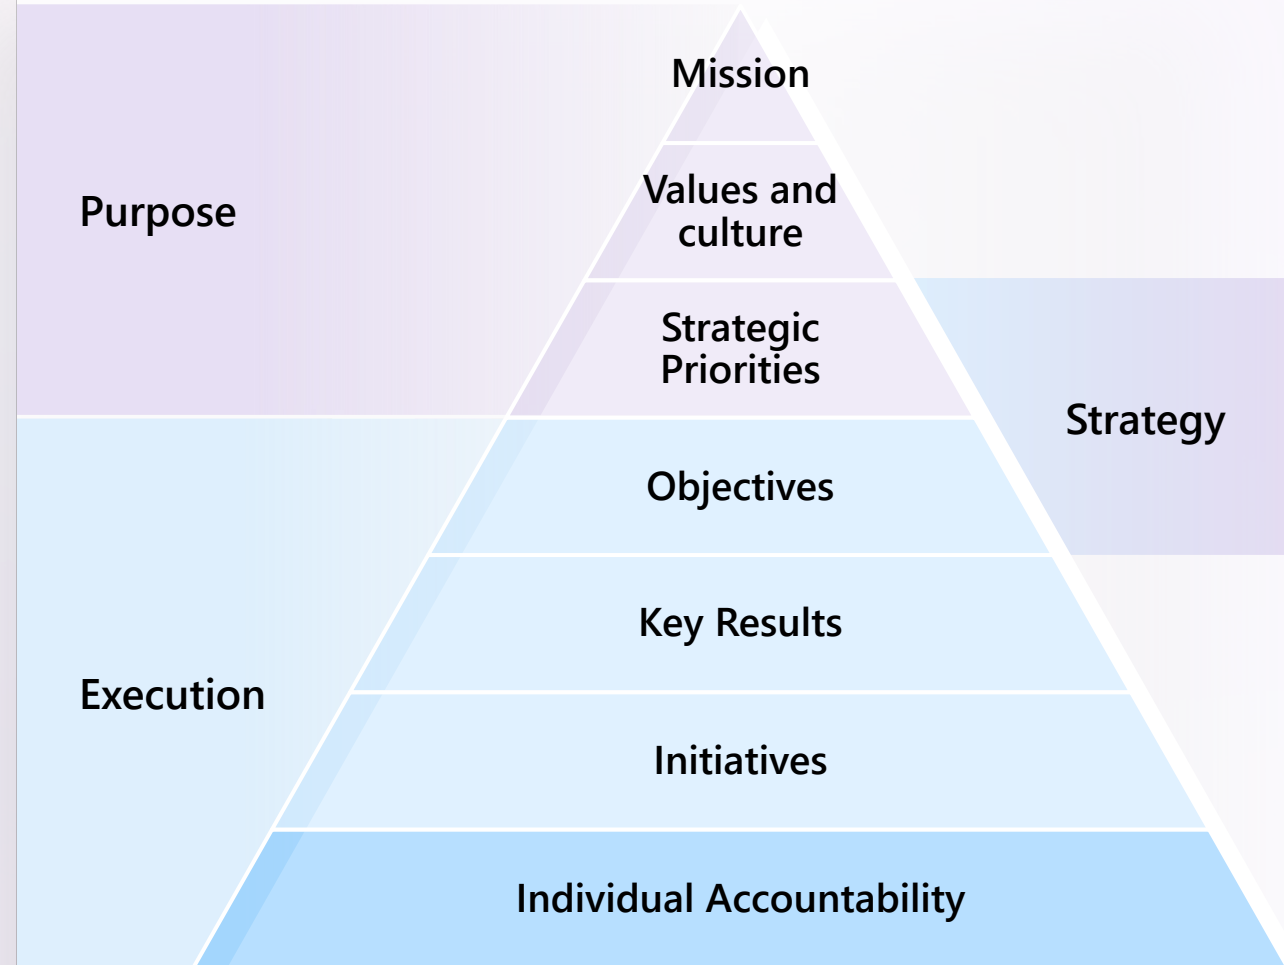 Mission
Purpose
Values and
culture
Strategic
Priorities
Strategy
Objectives
Key Results
Execution
Initiatives
Individual Accountability